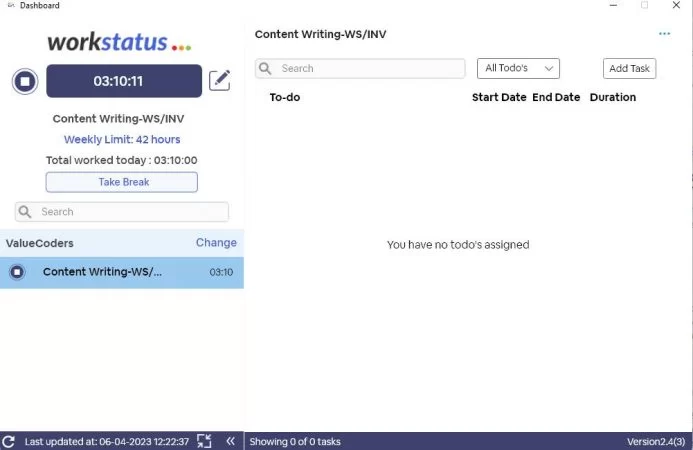 Dashboard
workstatus...
03:10:11
Content Writing-WS/INV
Weekly Limit: 42 hours
Total worked today : 03:10:00
Take Break
Search
ValueCoders Change
Content Writing-WS/... 03:10
Last updated at: 06-04-2023 12:22:37
Content Writing-WS/INV
Search All Todo's Add Task
To-do Start Date End Date Duration
You have no todo's assigned
Showing 0 of 0 tasks Version2.4(3)